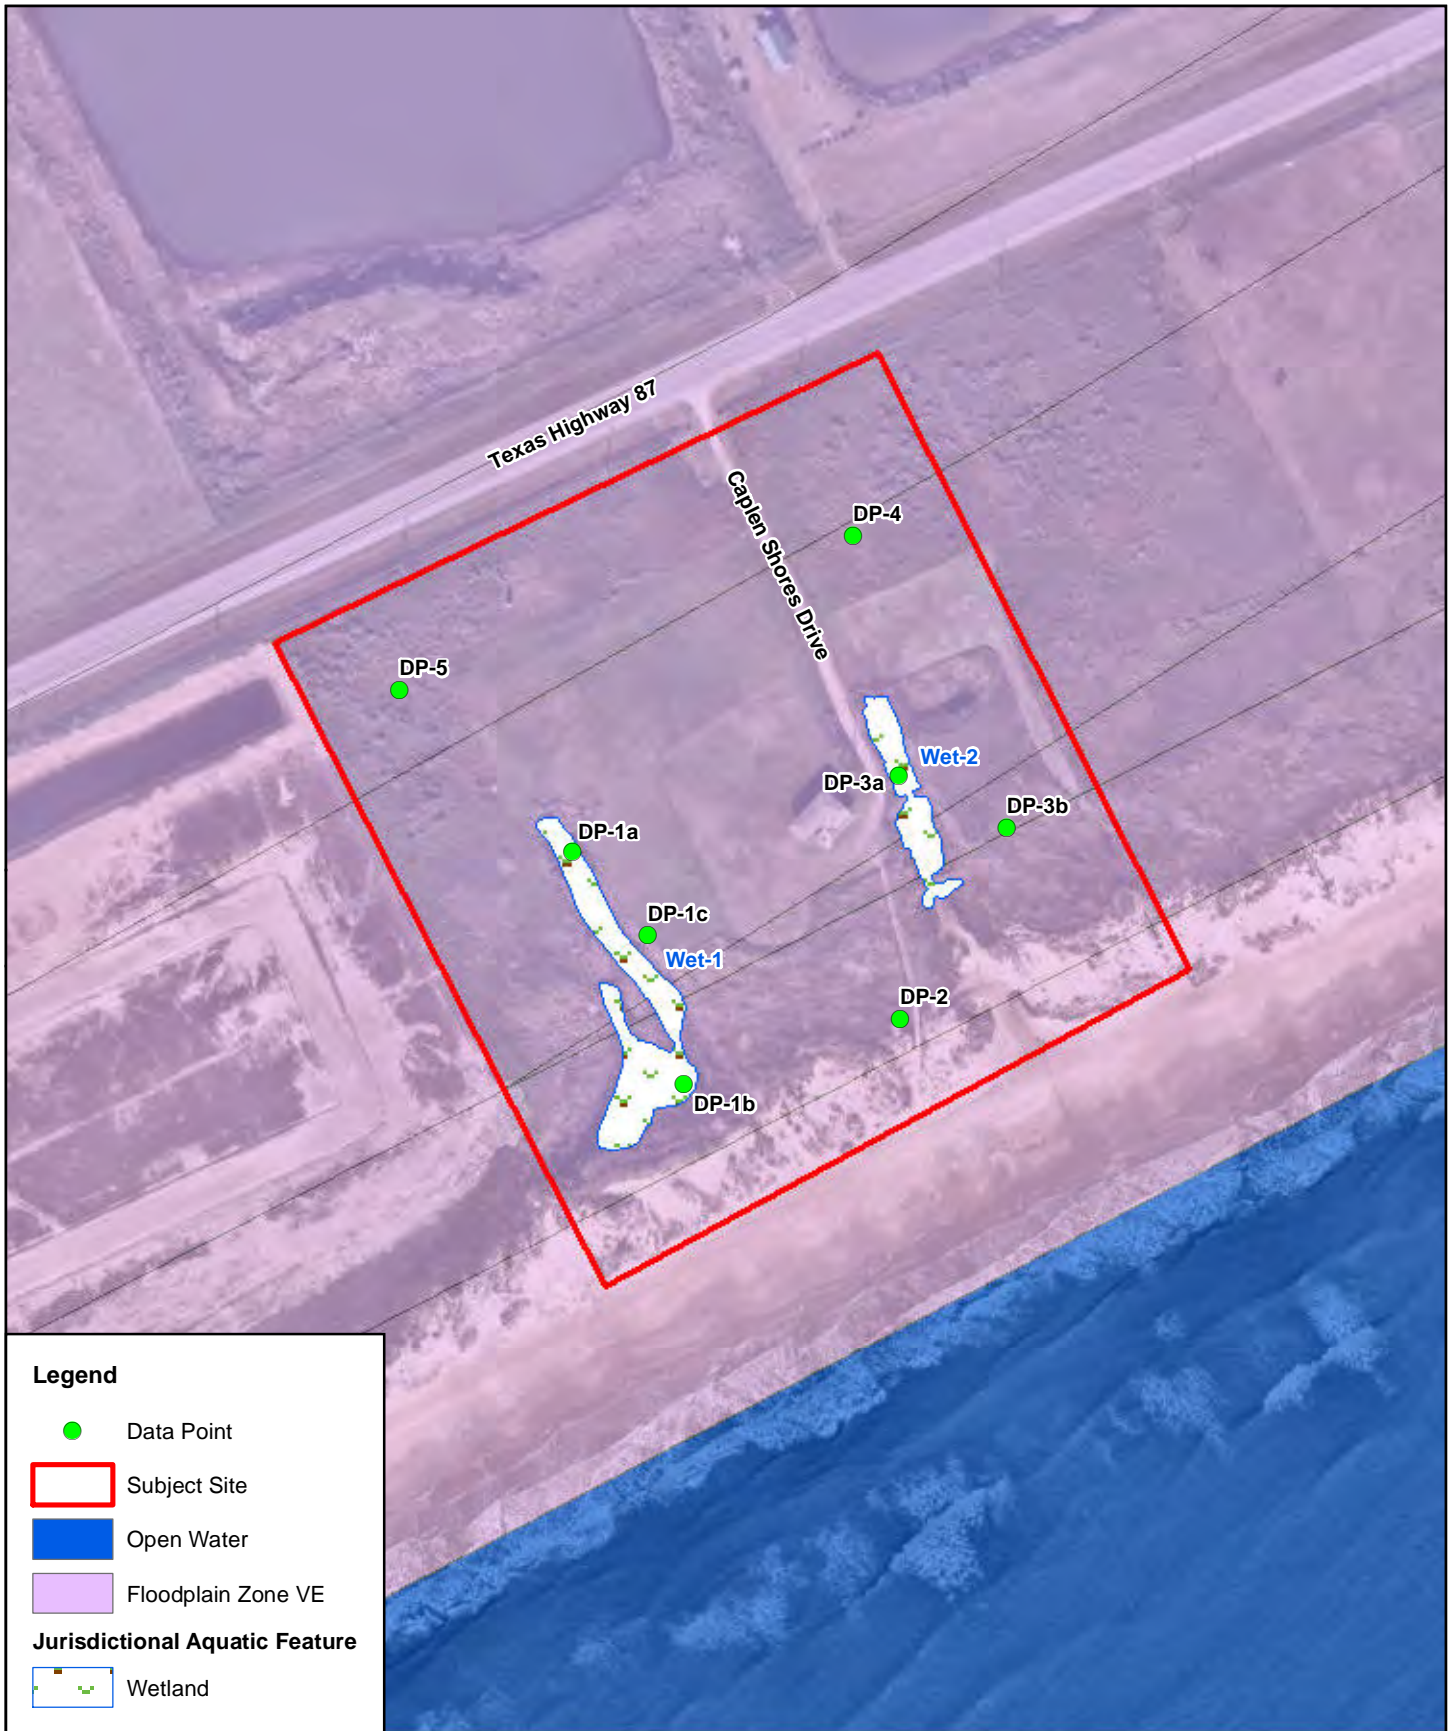 Texas Highway 87
Caplen Shores Drive
DP-4
DP-5
Wet-2
DP-3a
DP-3b
DP-1a
DP-1c
Wet-1
DP-2
DP-1b
Legend
Data Point
Subject Site
Open Water
Floodplain Zone VE
Jurisdictional Aquatic Feature
Wetland